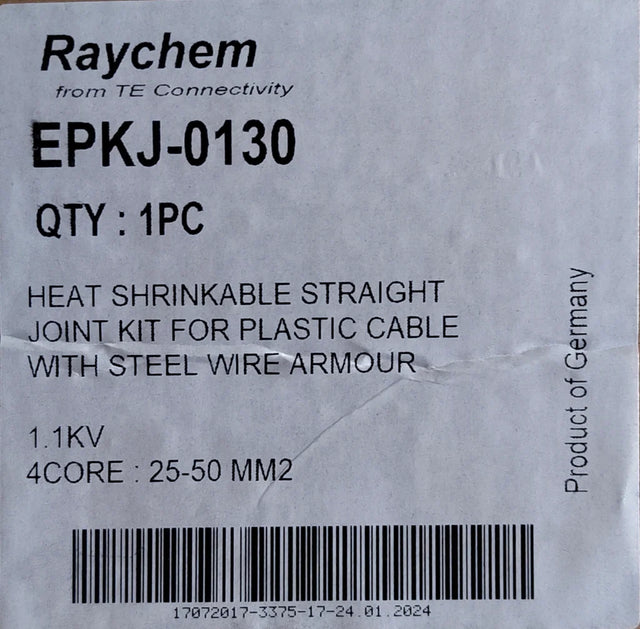 Raychem
from TE Connectivity
EPKJ-0130
QTY : 1PC
HEAT SHRINKABLE STRAIGHT
JOINT KIT FOR PLASTIC CABLE
WITH STEEL WIRE ARMOUR
1.1KV
4CORE : 25-50 MM2
Product of Germany
17072017-3375-17-24.01.2024